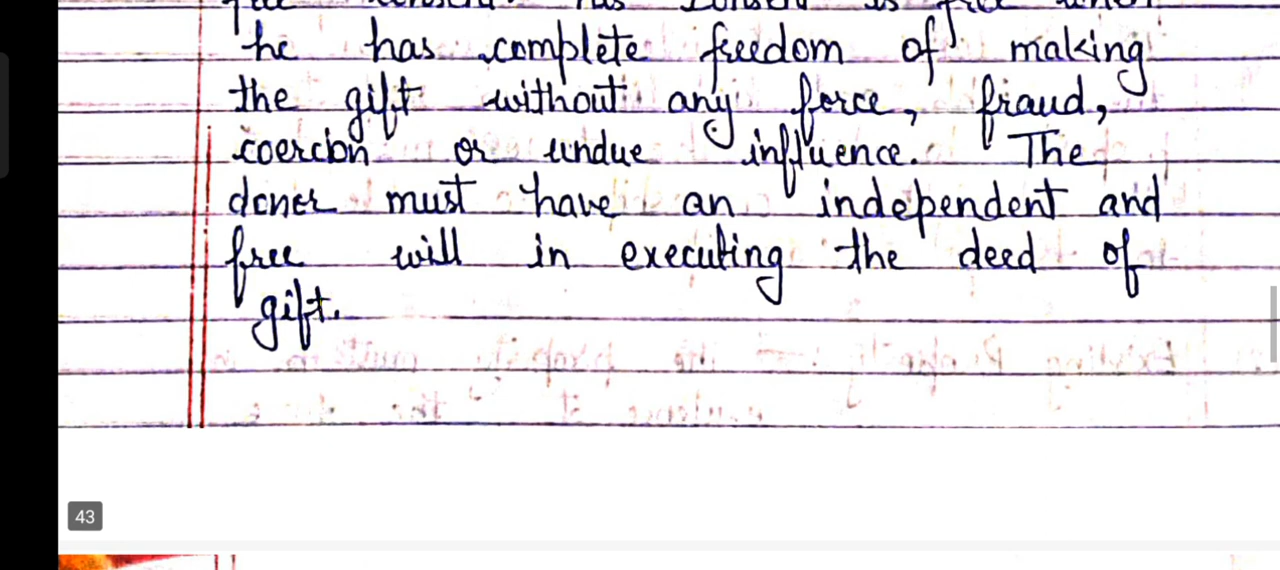 he has complete freedom of making
the gift without any force, fraud,
coercion or undue influence. The
doner must have an independent and
free will in executing the deed of
gift.
43